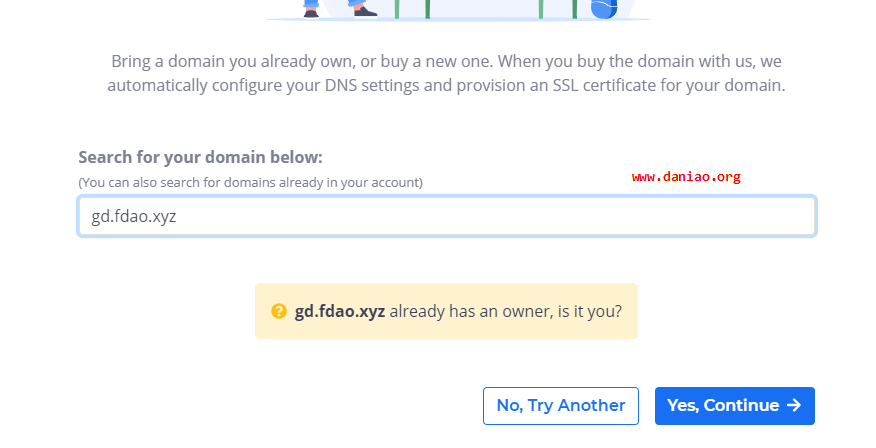 Bring a domain you already own, or buy a new one. When you buy the domain with us, we
automatically configure your DNS settings and provision an SSL certificate for your domain.
Search for your domain below:
(You can also search for domains already in your account)
www.daniao.org
gd.fdao.xyz
gd.fdao.xyz already has an owner, is it you?
No, Try Another
Yes, Continue →